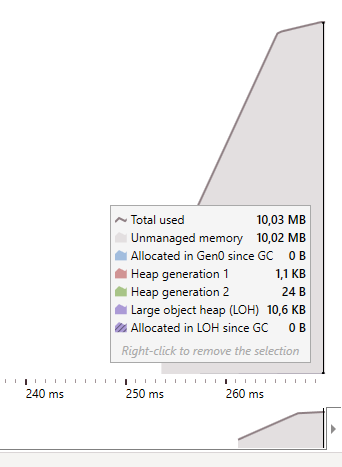 Total used 10,03 MB
Unmanaged memory 10,02 MB
Allocated in Gen0 since GC 0 B
Heap generation 1 1,1 KB
Heap generation 2 24 B
Large object heap (LOH) 10,6 KB
Allocated in LOH since GC 0 B
Right-click to remove the selection
240 ms 250 ms 260 ms